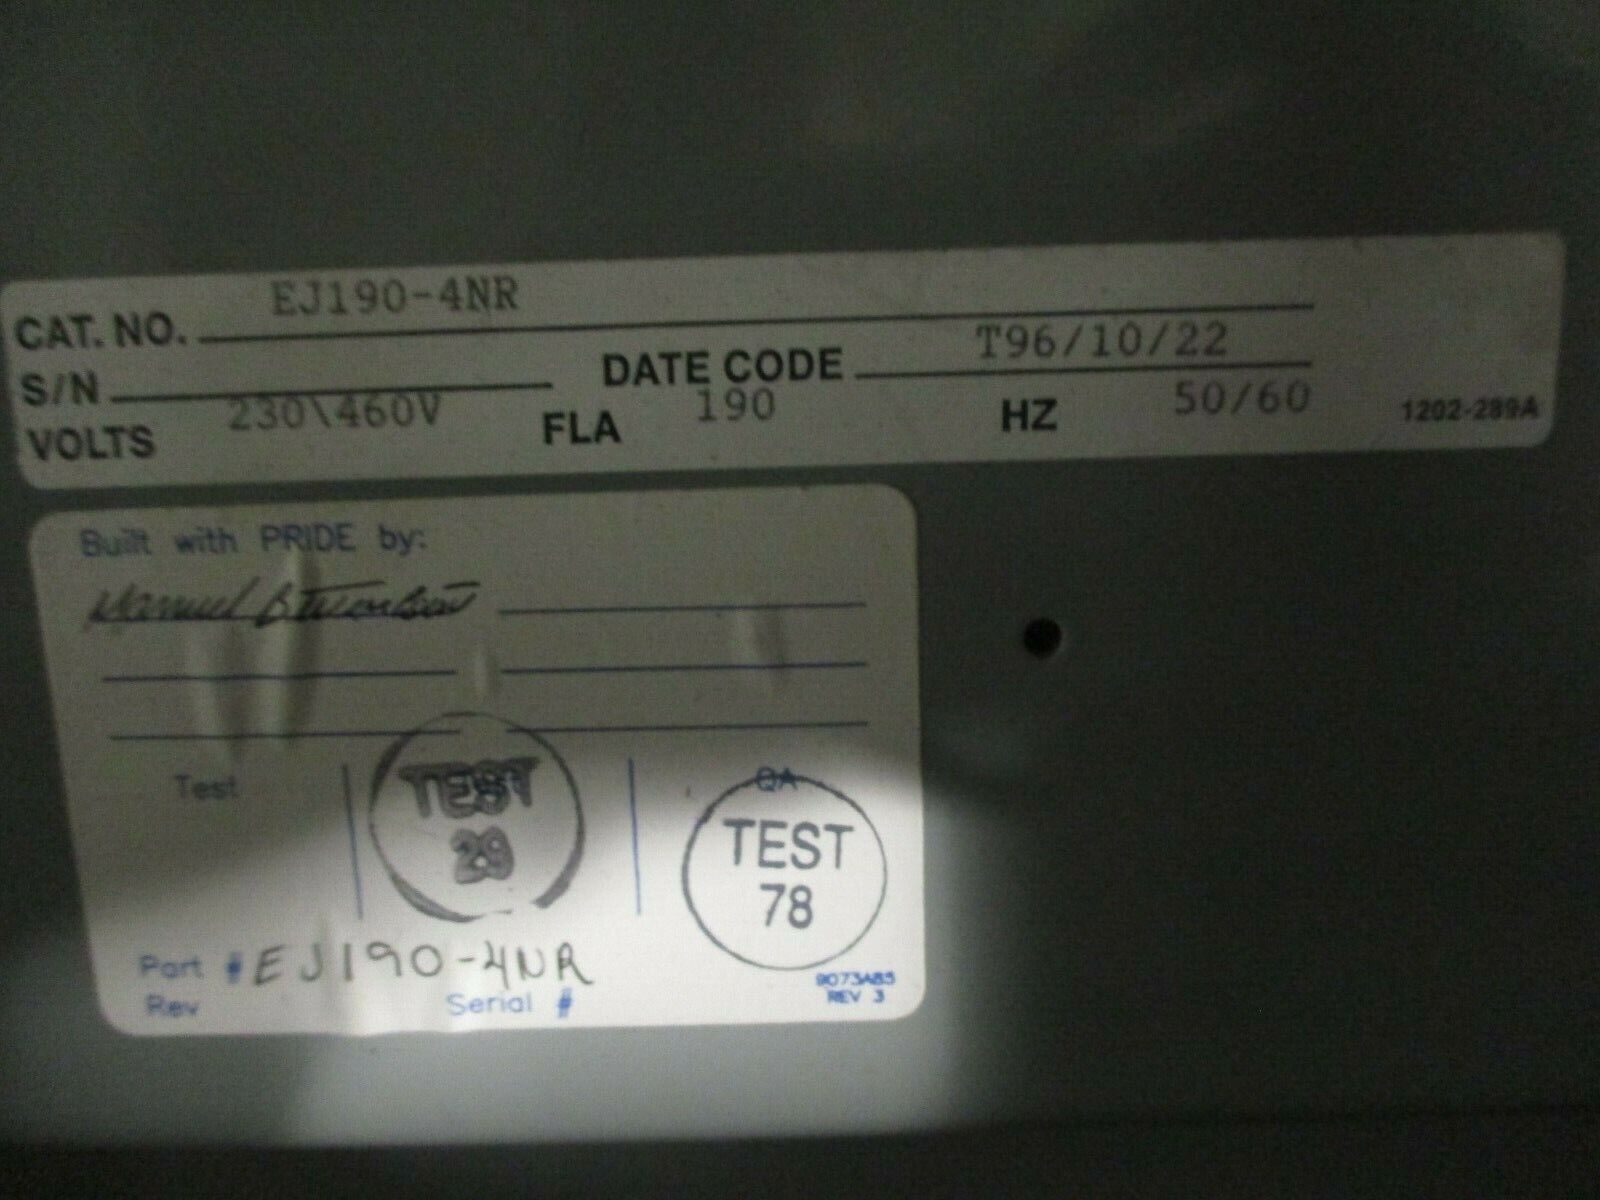 CAT. NO. EJ190-4NR
S/N DATE CODE T96/10/22
VOLTS 230\460V FLA 190 HZ 50/60 1202-289A
Built with PRIDE by:
Test
TEST
29
QA
TEST
78
Part # EJ190-4NR
Rev Serial #
9073A85
REV 3